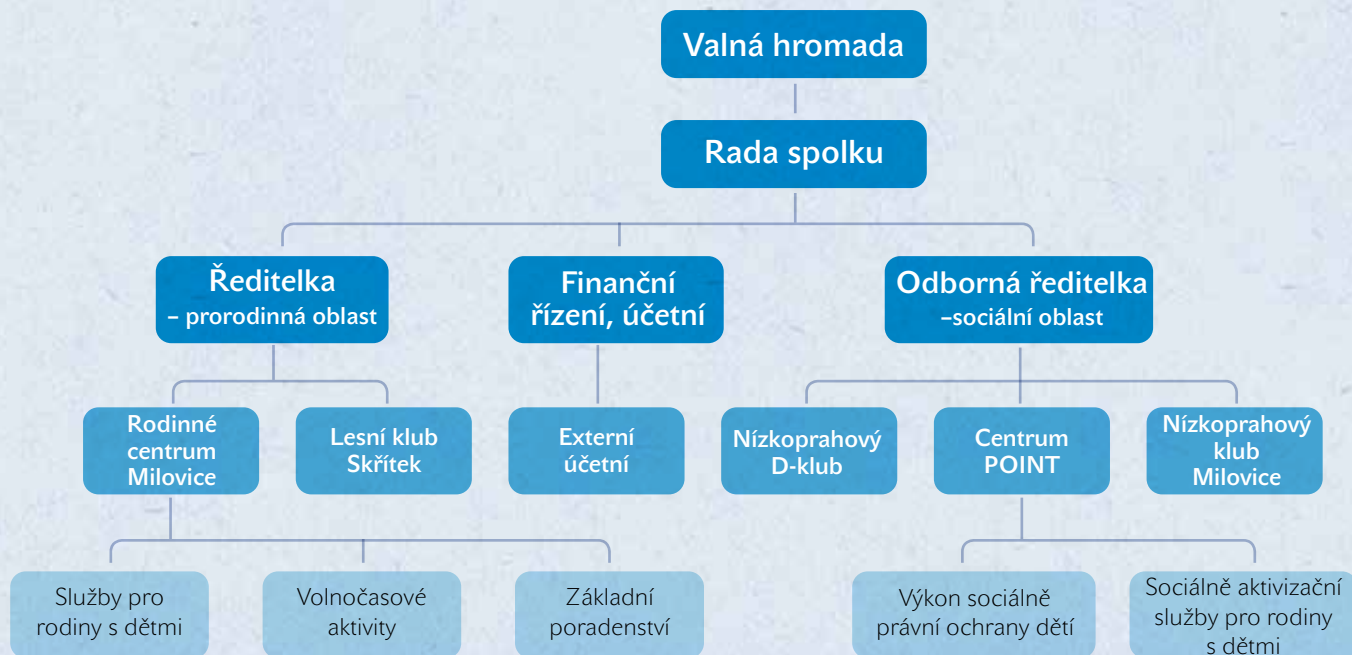 Valná hromada
Rada spolku
Ředitelka
– prorodinná oblast
Finanční
řízení, účetní
Odborná ředitelka
–sociální oblast
Rodinné
centrum
Milovice
Lesní klub
Skřítek
Externí
účetní
Nízkoprahový
D-klub
Centrum
POINT
Nízkoprahový
klub
Milovice
Služby pro
rodiny s dětmi
Volnočasové
aktivity
Základní
poradenství
Výkon sociálně
právní ochrany dětí
Sociálně aktivizační
služby pro rodiny
s dětmi